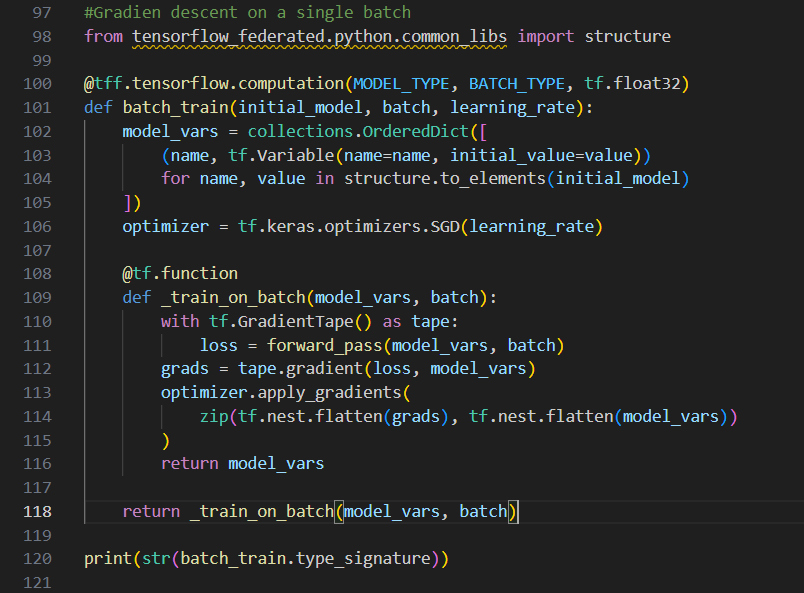 97 #Gradien descent on a single batch
98 from tensorflow_federated.python.common_libs import structure
99
100 @tff.tensorflow.computation(MODEL_TYPE, BATCH_TYPE, tf.float32)
101 def batch_train(initial_model, batch, learning_rate):
102     model_vars = collections.OrderedDict([
103         (name, tf.Variable(name=name, initial_value=value))
104         for name, value in structure.to_elements(initial_model)
105     ])
106     optimizer = tf.keras.optimizers.SGD(learning_rate)
107
108     @tf.function
109     def _train_on_batch(model_vars, batch):
110         with tf.GradientTape() as tape:
111             loss = forward_pass(model_vars, batch)
112         grads = tape.gradient(loss, model_vars)
113         optimizer.apply_gradients(
114             zip(tf.nest.flatten(grads), tf.nest.flatten(model_vars))
115         )
116         return model_vars
117
118     return _train_on_batch(model_vars, batch)
119
120 print(str(batch_train.type_signature))
121